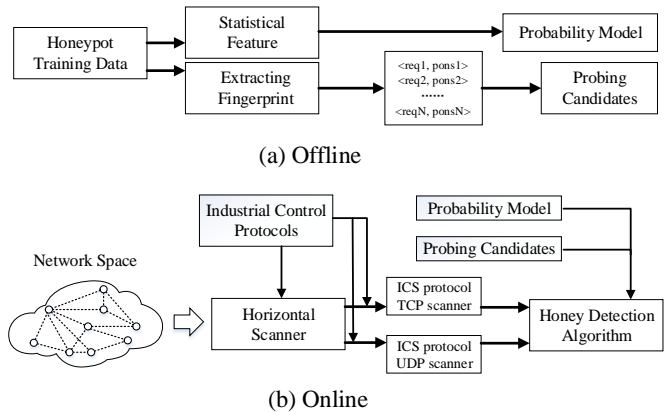 Honeypot
Training Data
Statistical
Feature
Probability Model
Extracting
Fingerprint
<req1, pons1>
<req2, pons2>
......
<reqN, ponsN>
Probing
Candidates
(a) Offline
Industrial Control
Protocols
Probability Model
Probing Candidates
Network Space
Horizontal
Scanner
ICS protocol
TCP scanner
ICS protocol
UDP scanner
Honey Detection
Algorithm
(b) Online